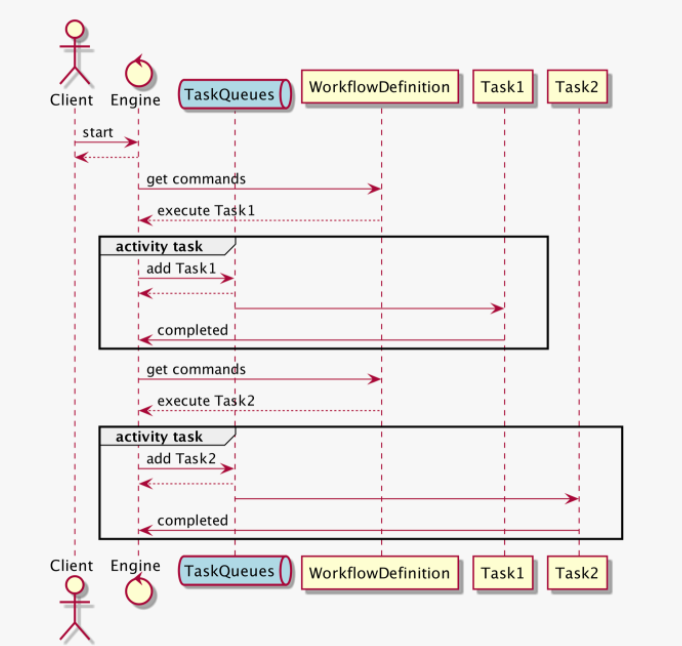 Client
Engine
TaskQueues
WorkflowDefinition
Task1
Task2
start
get commands
execute Task1
activity task
add Task1
completed
get commands
execute Task2
activity task
add Task2
completed
Client
Engine
TaskQueues
WorkflowDefinition
Task1
Task2